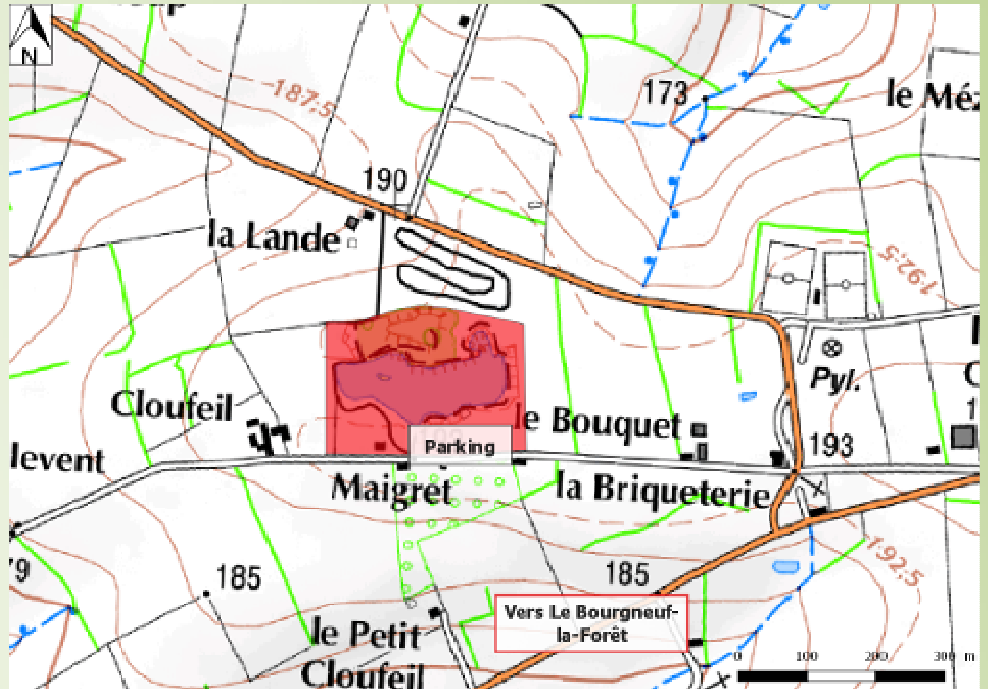 N
187.5
173
le Méz
190
la Lande
192.5
Pyl.
Cloufeil
le Bouquet
193
levent
Parking
Maigret
la Briqueterie
192.5
185
185
Vers Le Bourgneuf-
la-Forêt
le Petit
Cloufeil
0 100 200 300 m